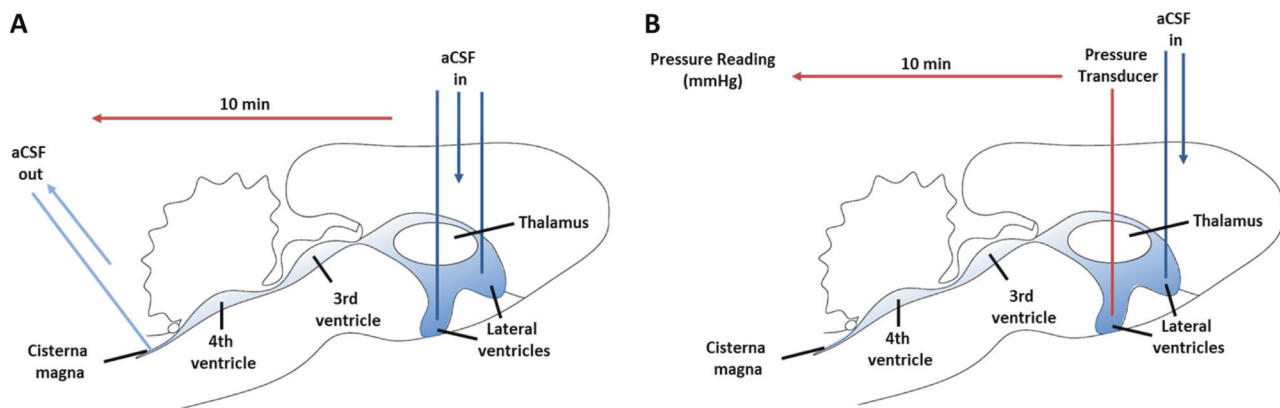 A
aCSF
in
10 min
aCSF
out
Thalamus
3rd
ventricle
Lateral
ventricles
4th
ventricle
Cisterna
magna
B
aCSF
in
Pressure Reading
(mmHg)
10 min
Pressure
Transducer
Thalamus
3rd
ventricle
Lateral
ventricles
4th
ventricle
Cisterna
magna